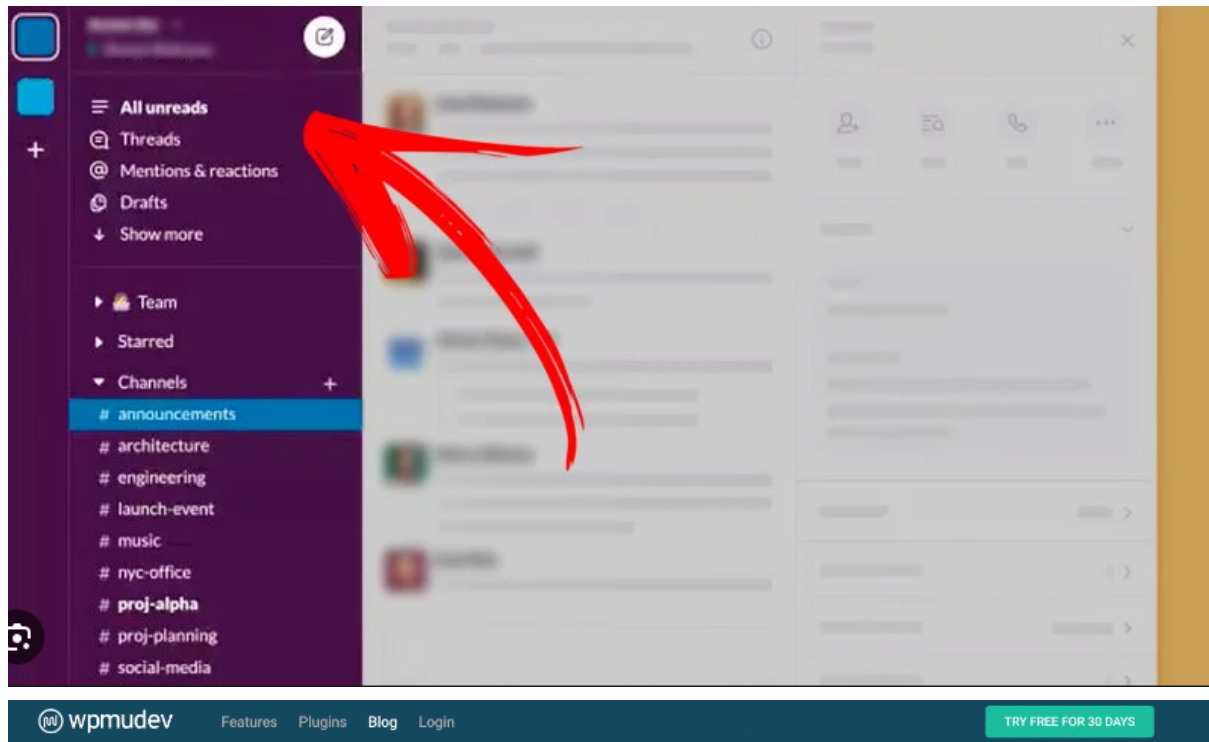 All unreads
Threads
Mentions & reactions
Drafts
Show more
Team
Starred
Channels +
# announcements
# architecture
# engineering
# launch-event
# music
# nyc-office
# proj-alpha
# proj-planning
# social-media
wpmudev Features Plugins Blog Login TRY FREE FOR 30 DAYS